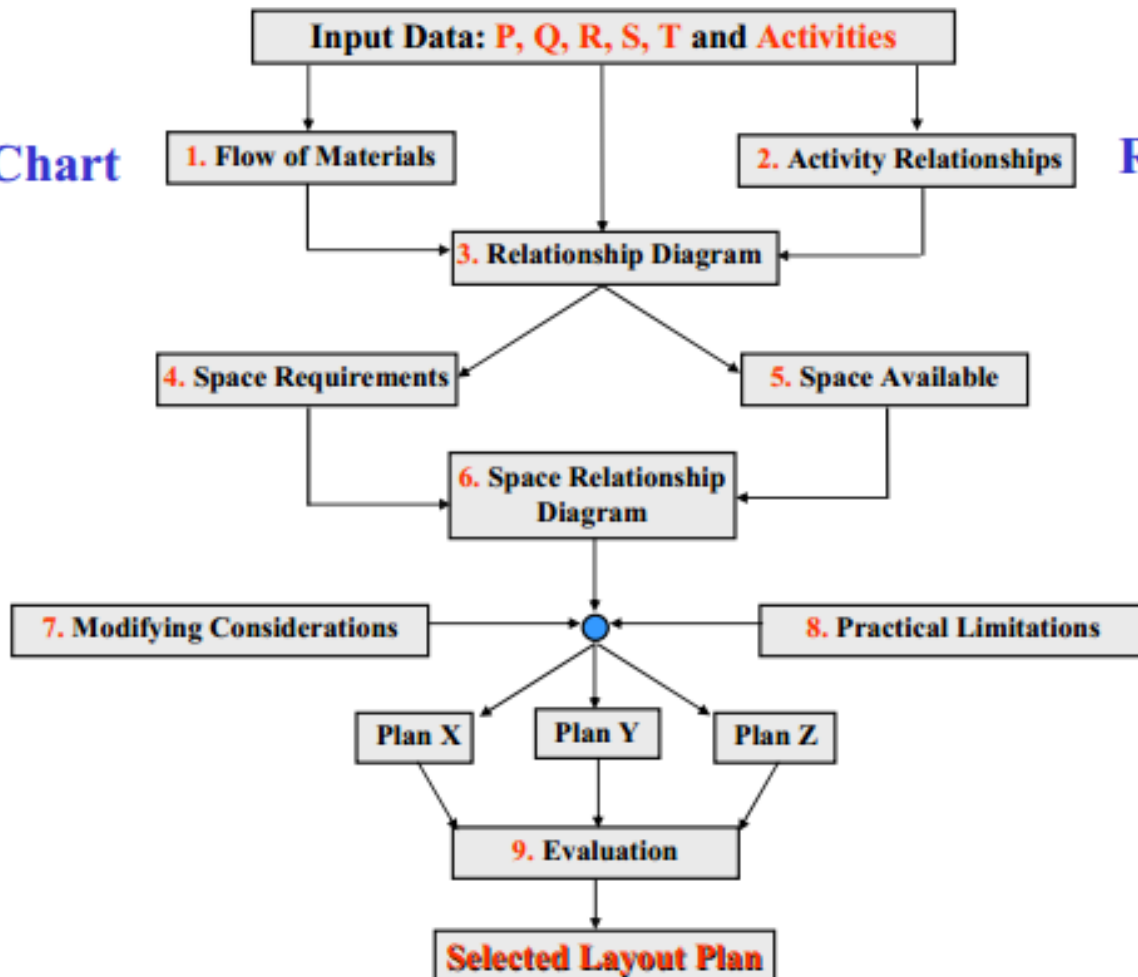 Input Data: P, Q, R, S, T and Activities
Chart
1. Flow of Materials
2. Activity Relationships
R
3. Relationship Diagram
4. Space Requirements
5. Space Available
6. Space Relationship
Diagram
7. Modifying Considerations
8. Practical Limitations
Plan X
Plan Y
Plan Z
9. Evaluation
Selected Layout Plan